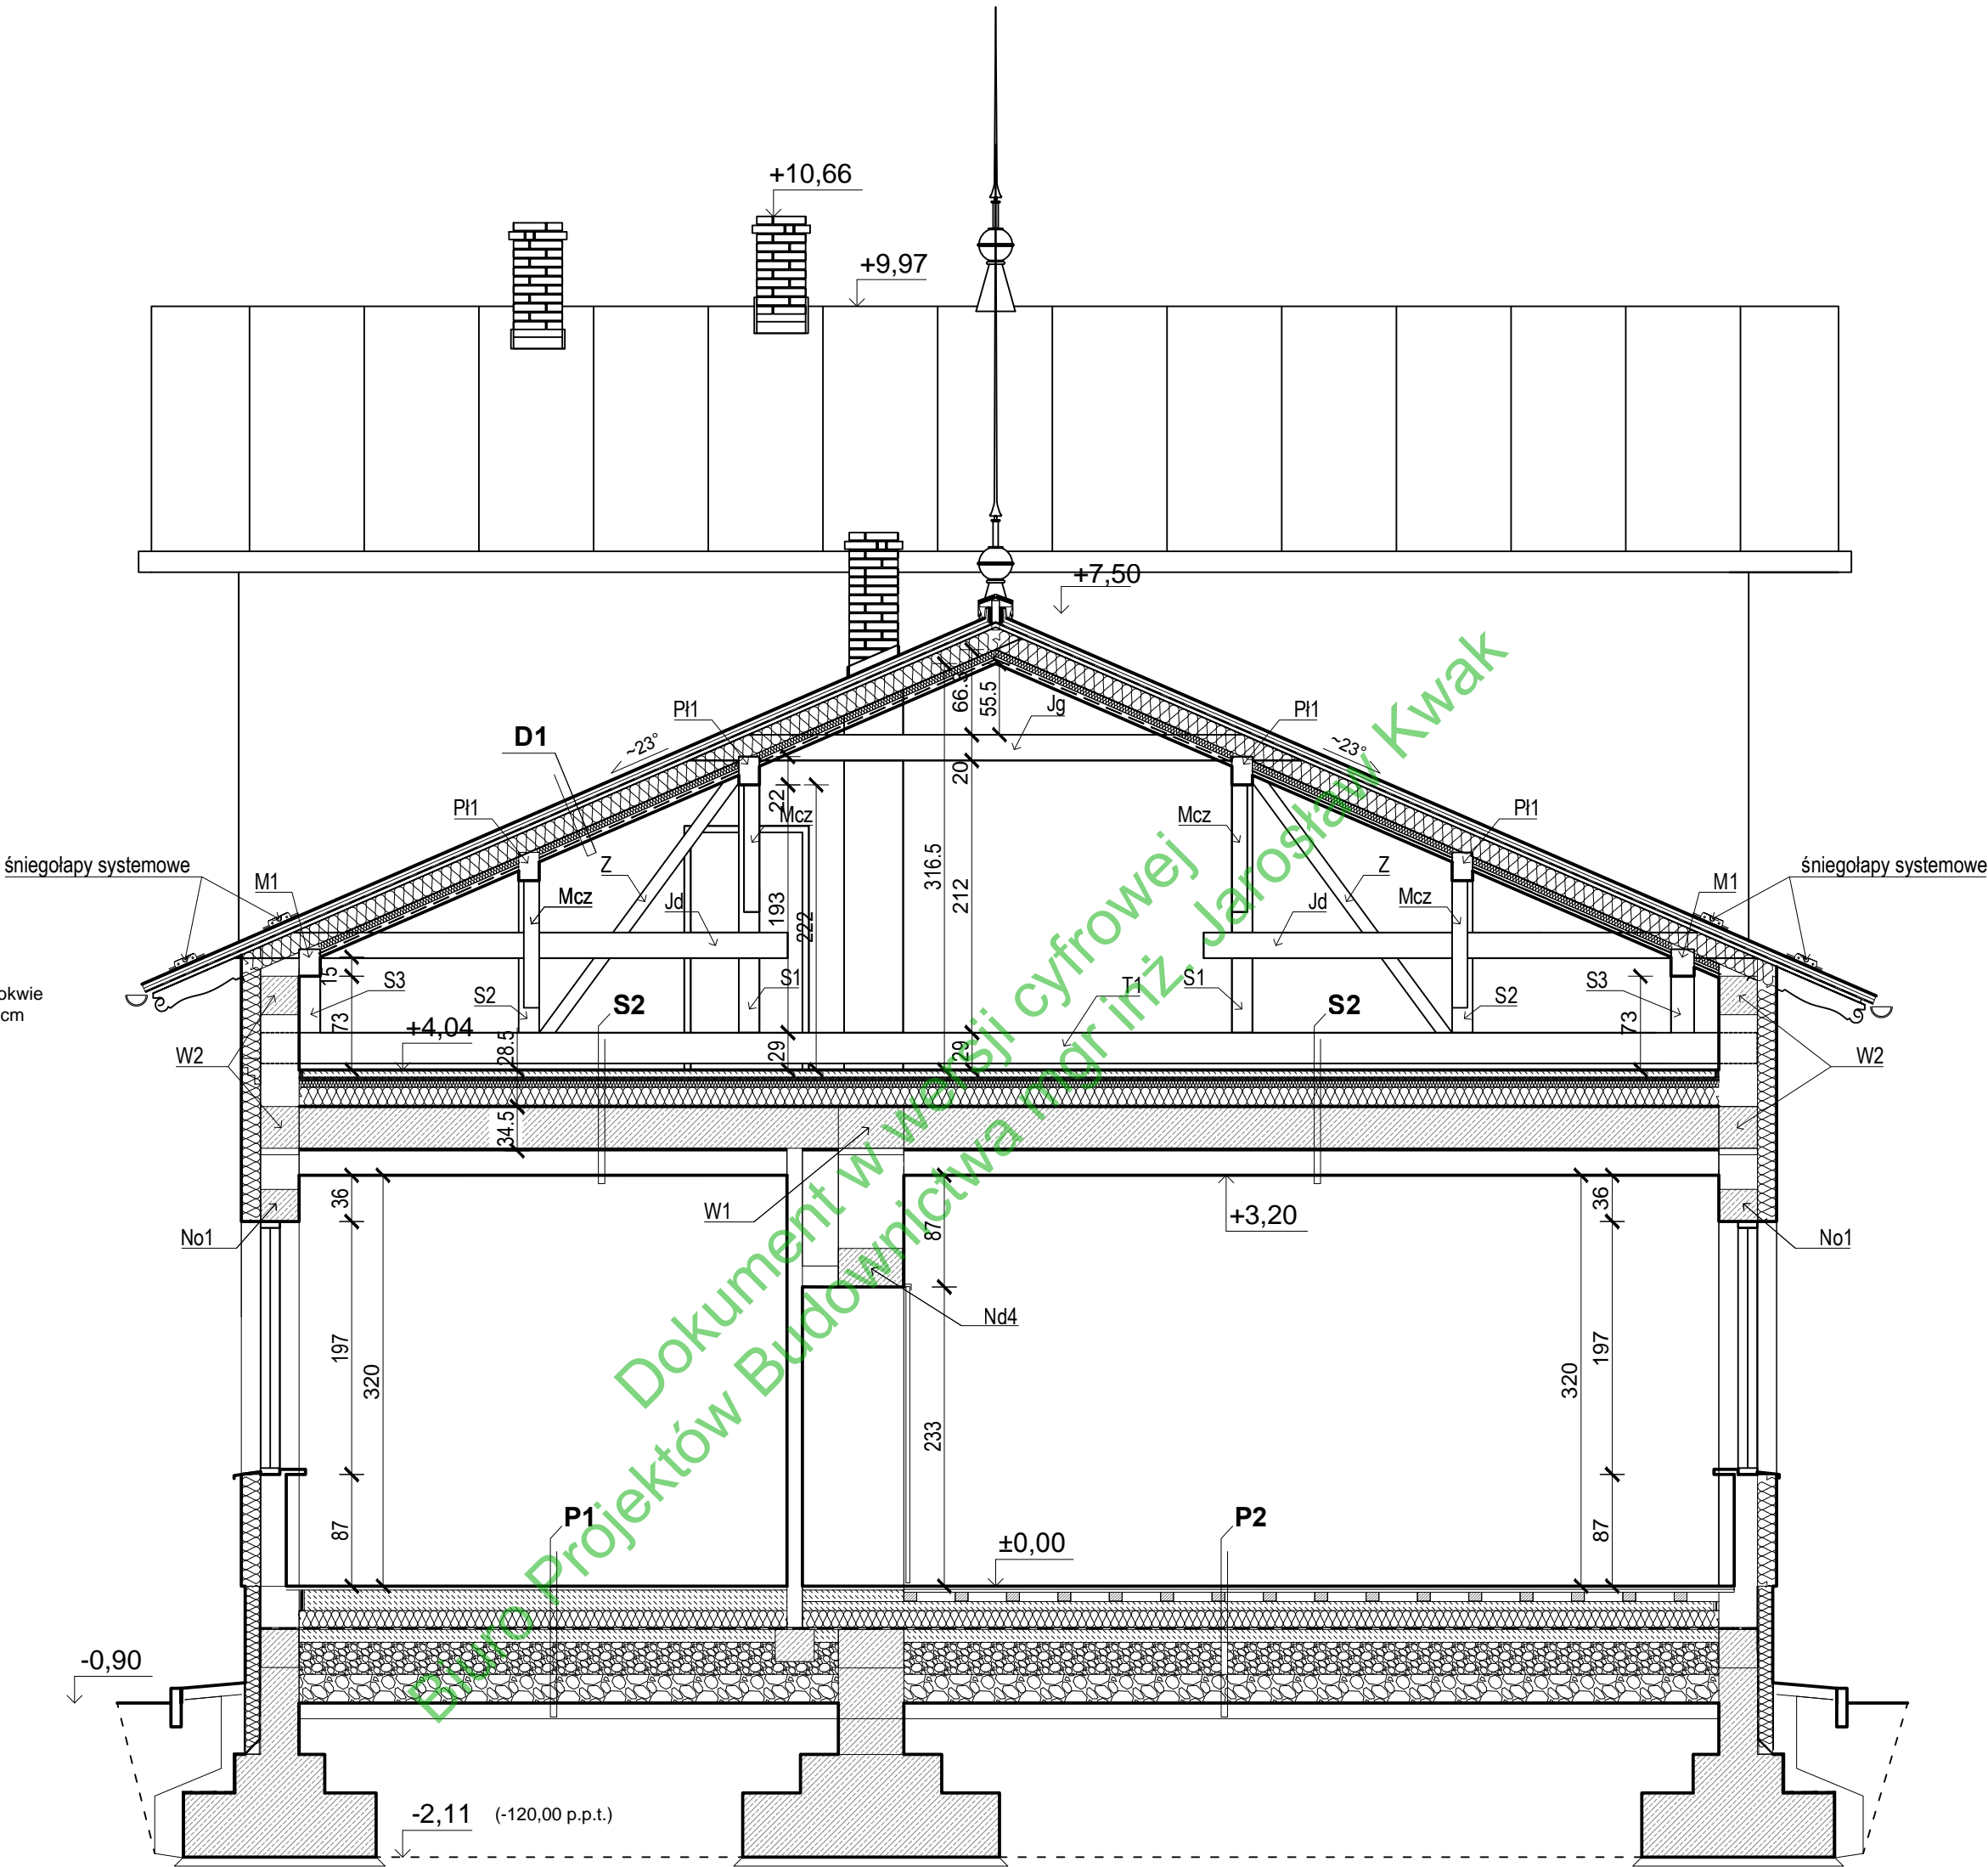 +10,66
+9,97
+7,50
66.5
55.5
Jg
Pł1
Pł1
D1
~23°
~23°
20
22
Pł1
Mcz
Mcz
Pł1
śniegołapy systemowe
śniegołapy systemowe
Z
Z
316.5
M1
Mcz
Jd
193
222
212
Jd
Mcz
M1
15
S3
S2
S2
S1
T1
S1
S2
S2
S3
okwie
cm
73
+4,04
28.5
29
29
73
W2
W2
34.5
36
W1
87
+3,20
36
No1
No1
Nd4
197
320
320
197
233
87
P1
P2
87
±0,00
-0,90
-2,11 (-120,00 p.p.t.)
Dokument w wersji cyfrowej
Biuro Projektów Budownictwa mgr inż. Jarosław Kwak